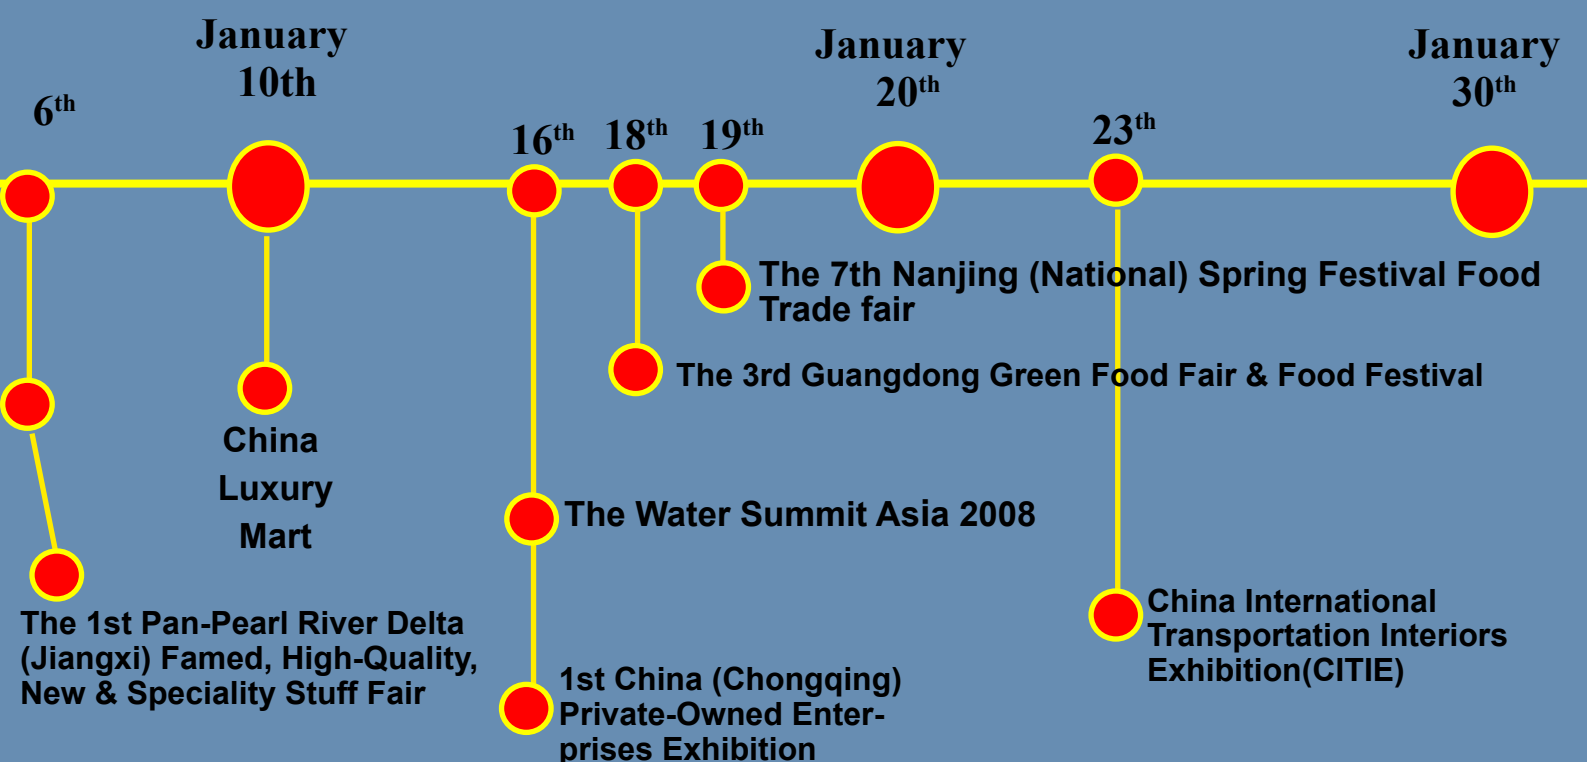 January
10th
January
20th
January
30th
6th
16th
18th
19th
23th
The 7th Nanjing (National) Spring Festival Food
Trade fair
The 3rd Guangdong Green Food Fair & Food Festival
China
Luxury
Mart
The Water Summit Asia 2008
The 1st Pan-Pearl River Delta
(Jiangxi) Famed, High-Quality,
New & Speciality Stuff Fair
China International
Transportation Interiors
Exhibition(CITIE)
1st China (Chongqing)
Private-Owned Enter-
prises Exhibition